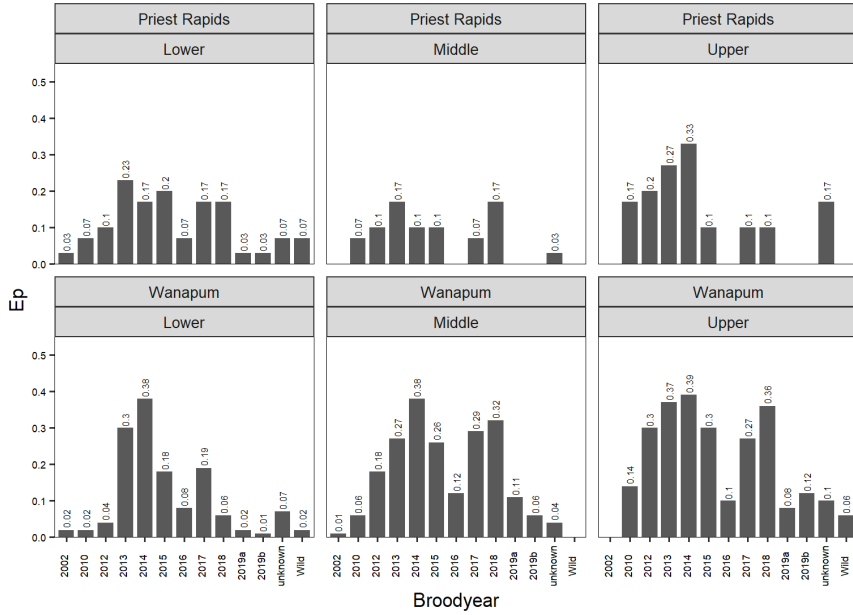 Priest Rapids Priest Rapids Priest Rapids
Lower Middle Upper
0.5
0.4
0.3
0.2
0.1
0.0
0.03 0.07 0.1 0.23 0.17 0.2 0.07 0.17 0.17 0.03 0.03 0.07 0.07
0.07 0.1 0.17 0.1 0.1 0.07 0.17 0.03
0.17 0.2 0.27 0.33 0.1 0.1 0.1 0.17
Ep
Wanapum Wanapum Wanapum
Lower Middle Upper
0.5
0.4
0.3
0.2
0.1
0.0
0.02 0.02 0.04 0.3 0.38 0.18 0.08 0.19 0.06 0.02 0.01 0.07 0.02
0.01 0.06 0.18 0.27 0.38 0.26 0.12 0.29 0.32 0.11 0.06 0.04
0.14 0.3 0.37 0.39 0.3 0.1 0.27 0.36 0.08 0.12 0.1 0.06
2002 2010 2012 2013 2014 2015 2016 2017 2018 2019a 2019b unknown Wild
2002 2010 2012 2013 2014 2015 2016 2017 2018 2019a 2019b unknown Wild
2002 2010 2012 2013 2014 2015 2016 2017 2018 2019a 2019b unknown Wild
Broodyear